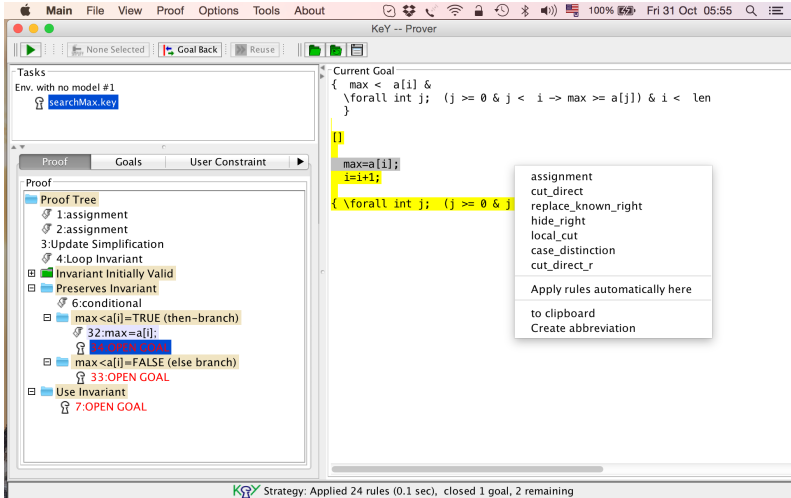 Main File View Proof Options Tools About 100% Fri 31 Oct 05:55
KeY -- Prover
None Selected Goal Back Reuse
Tasks
Env. with no model #1
searchMax.key
Proof Goals User Constraint
Proof
Proof Tree
1:assignment
2:assignment
3:Update Simplification
4:Loop Invariant
Invariant Initially Valid
Preserves Invariant
6:conditional
max<a[i]=TRUE (then-branch)
32:max=a[i];
34:OPEN GOAL
max<a[i]=FALSE (else branch)
33:OPEN GOAL
Use Invariant
7:OPEN GOAL
Current Goal
{ max < a[i] &
\forall int j; (j >= 0 & j < i -> max >= a[j]) & i < len
}
[]
max=a[i];
i=i+1;
{ \forall int j; (j >= 0 & j
assignment
cut_direct
replace_known_right
hide_right
local_cut
case_distinction
cut_direct_r
Apply rules automatically here
to clipboard
Create abbreviation
KeY Strategy: Applied 24 rules (0.1 sec), closed 1 goal, 2 remaining